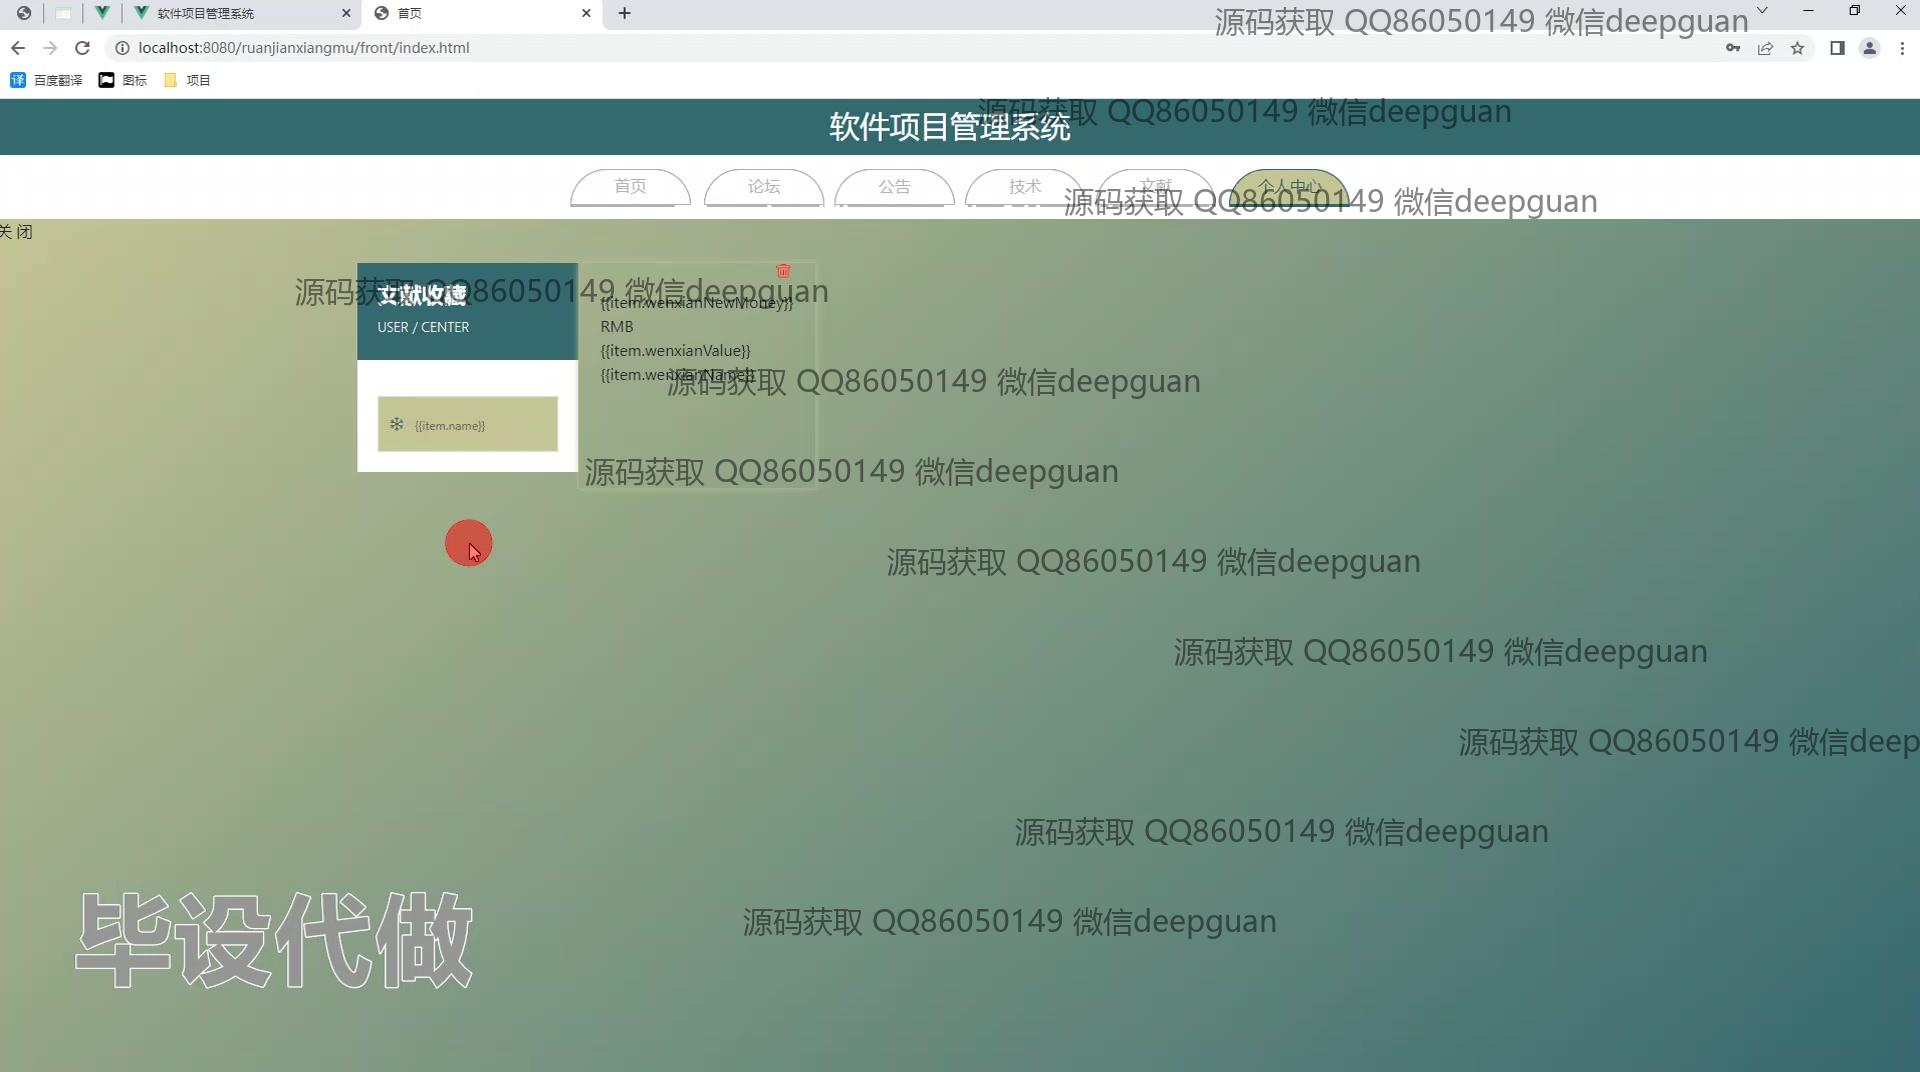 软件项目管理系统
首页
源码获取 QQ86050149 微信deepguan
localhost:8080/ruanjianxiangmu/front/index.html
译 百度翻译 图标 项目
源码获取 QQ86050149 微信deepguan
软件项目管理系统
首页 论坛 公告 技术 文献 个人中心
源码获取 QQ86050149 微信deepguan
关闭
源码获取 QQ86050149 微信deepguan
文献收藏
USER / CENTER
{{item.wenxianNewMoney}}
RMB
{{item.wenxianValue}}
{{item.wenxianName}}
源码获取 QQ86050149 微信deepguan
{{item.name}}
源码获取 QQ86050149 微信deepguan
源码获取 QQ86050149 微信deepguan
源码获取 QQ86050149 微信deepguan
源码获取 QQ86050149 微信deep
源码获取 QQ86050149 微信deepguan
源码获取 QQ86050149 微信deepguan
毕设代做